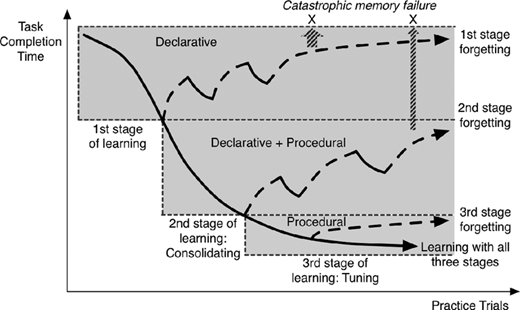 Task
Completion
Time
Catastrophic memory failure
X
X
Declarative
1st stage
forgetting
1st stage
of learning
Declarative + Procedural
2nd stage
forgetting
2nd stage of
learning:
Consolidating
Procedural
3rd stage
forgetting
Learning with all
three stages
3rd stage of
learning: Tuning
Practice Trials